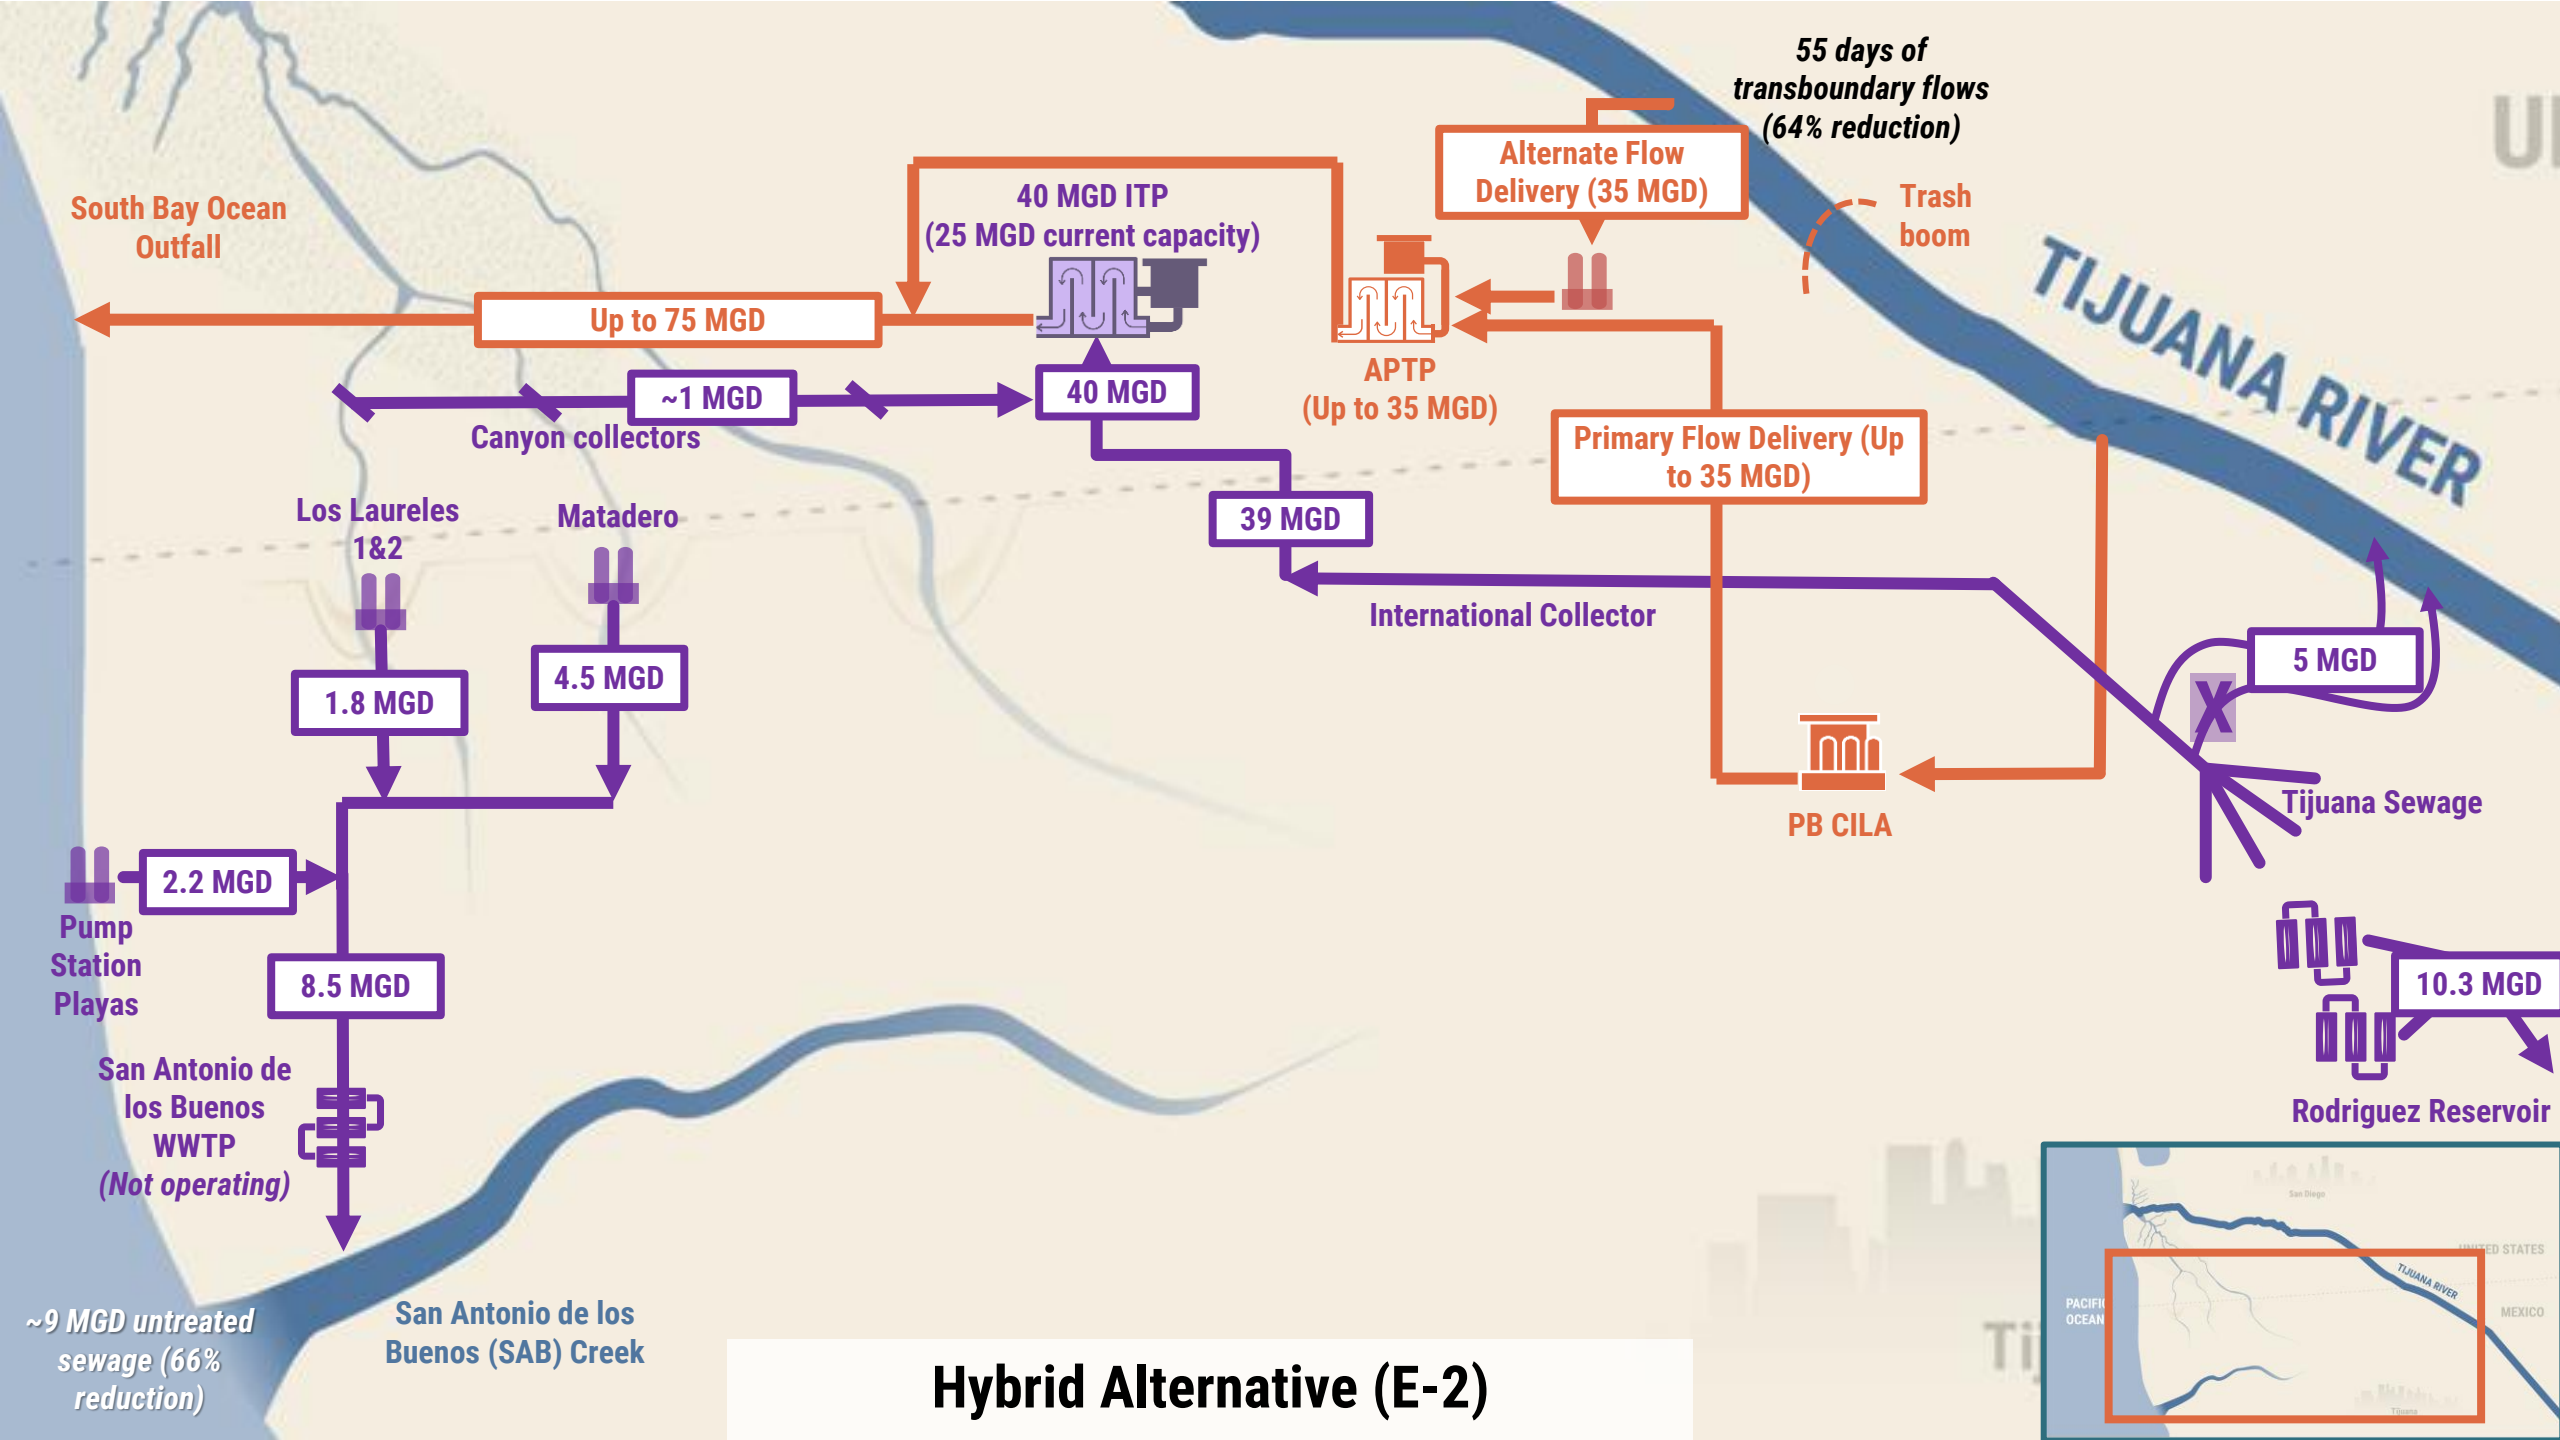 55 days of
transboundary flows
(64% reduction)
Alternate Flow
Delivery (35 MGD)
40 MGD ITP
(25 MGD current capacity)
South Bay Ocean
Outfall
Trash
boom
TIJUANA RIVER
Up to 75 MGD
APTP
(Up to 35 MGD)
~1 MGD
40 MGD
Canyon collectors
Primary Flow Delivery (Up
to 35 MGD)
Los Laureles
1&2
Matadero
39 MGD
International Collector
1.8 MGD
4.5 MGD
5 MGD
X
Tijuana Sewage
PB CILA
2.2 MGD
Pump
Station
Playas
8.5 MGD
10.3 MGD
Rodriguez Reservoir
San Antonio de
los Buenos
WWTP
(Not operating)
~9 MGD untreated
sewage (66%
reduction)
San Antonio de los
Buenos (SAB) Creek
Hybrid Alternative (E-2)
San Diego
UNITED STATES
TIJUANA RIVER
PACIFIC
OCEAN
MEXICO
Tijuana